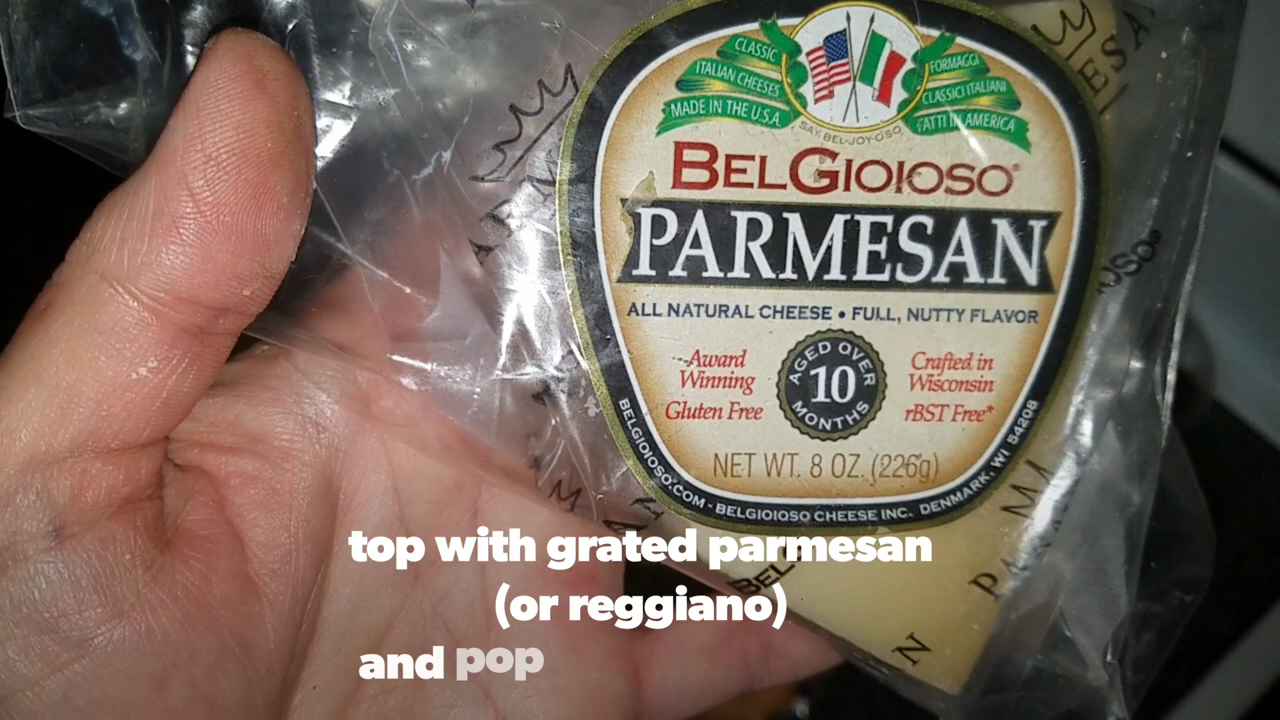 CLASSIC
ITALIAN CHEESES
MADE IN THE U.S.A.
FORMAGGI
CLASSICI ITALIANI
FATTI IN AMERICA
SAY BEL-JOY-OSO
BELGIOIOSO®
PARMESAN
ALL NATURAL CHEESE • FULL, NUTTY FLAVOR
Award
Winning
Gluten Free
AGED OVER
10
MONTHS
Crafted in
Wisconsin
rBST Free*
NET WT. 8 OZ. (226g)
BELGIOIOSO.COM - BELGIOIOSO CHEESE INC. DENMARK, WI 54208
top with grated parmesan
(or reggiano)
and pop